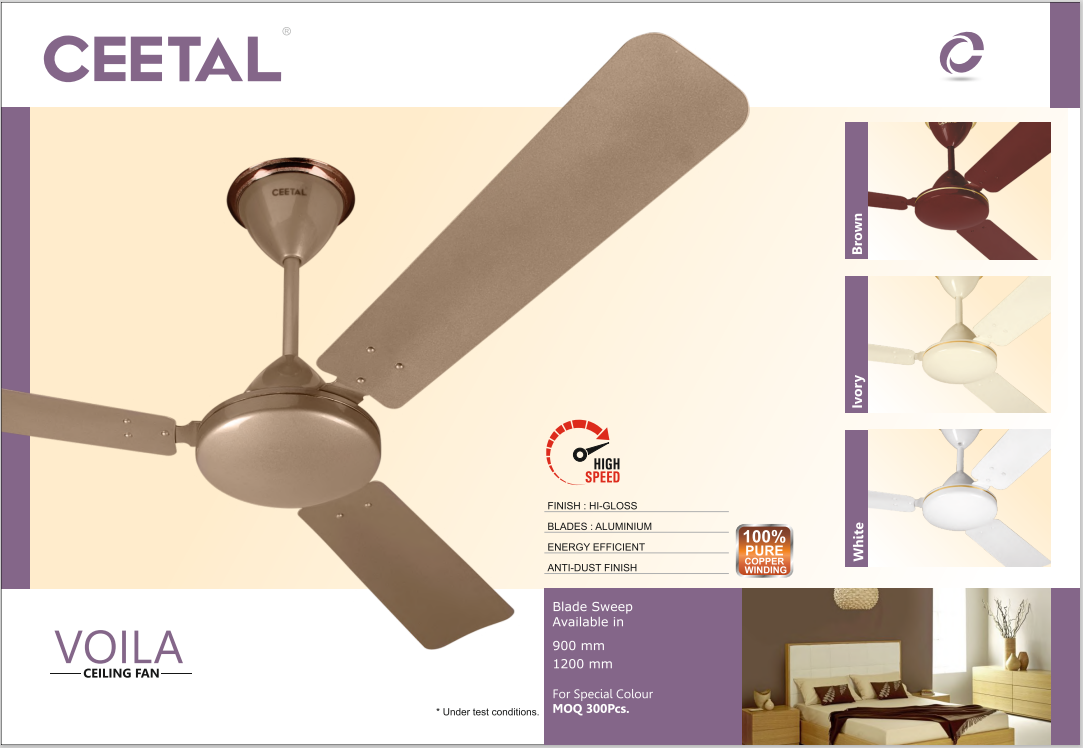 CEETAL®
CEETAL
Brown
Ivory
White
HIGH
SPEED
FINISH : HI-GLOSS
BLADES : ALUMINIUM
ENERGY EFFICIENT
ANTI-DUST FINISH
100%
PURE
COPPER
WINDING
VOILA
CEILING FAN
* Under test conditions.
Blade Sweep
Available in
900 mm
1200 mm
For Special Colour
MOQ 300Pcs.